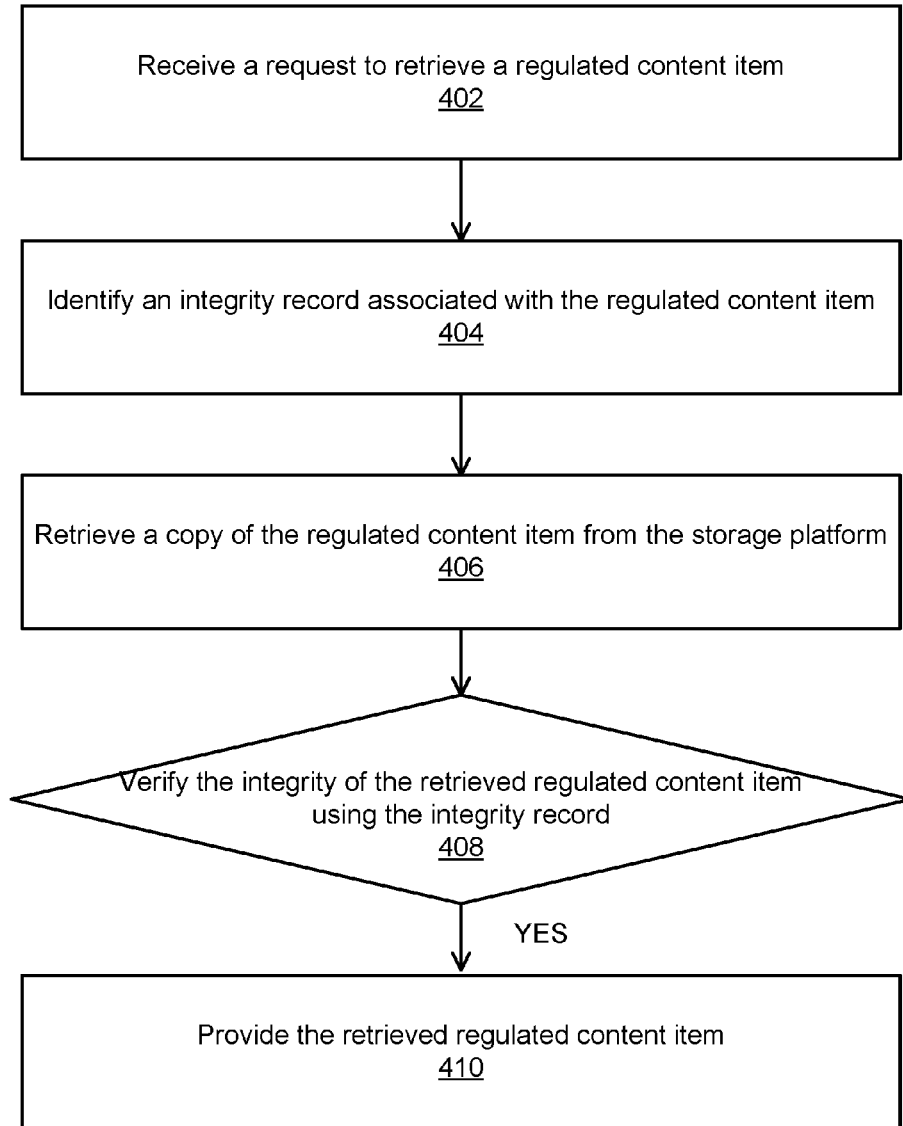 Receive a request to retrieve a regulated content item
402
Identify an integrity record associated with the regulated content item
404
Retrieve a copy of the regulated content item from the storage platform
406
Verify the integrity of the retrieved regulated content item
using the integrity record
408
YES
Provide the retrieved regulated content item
410